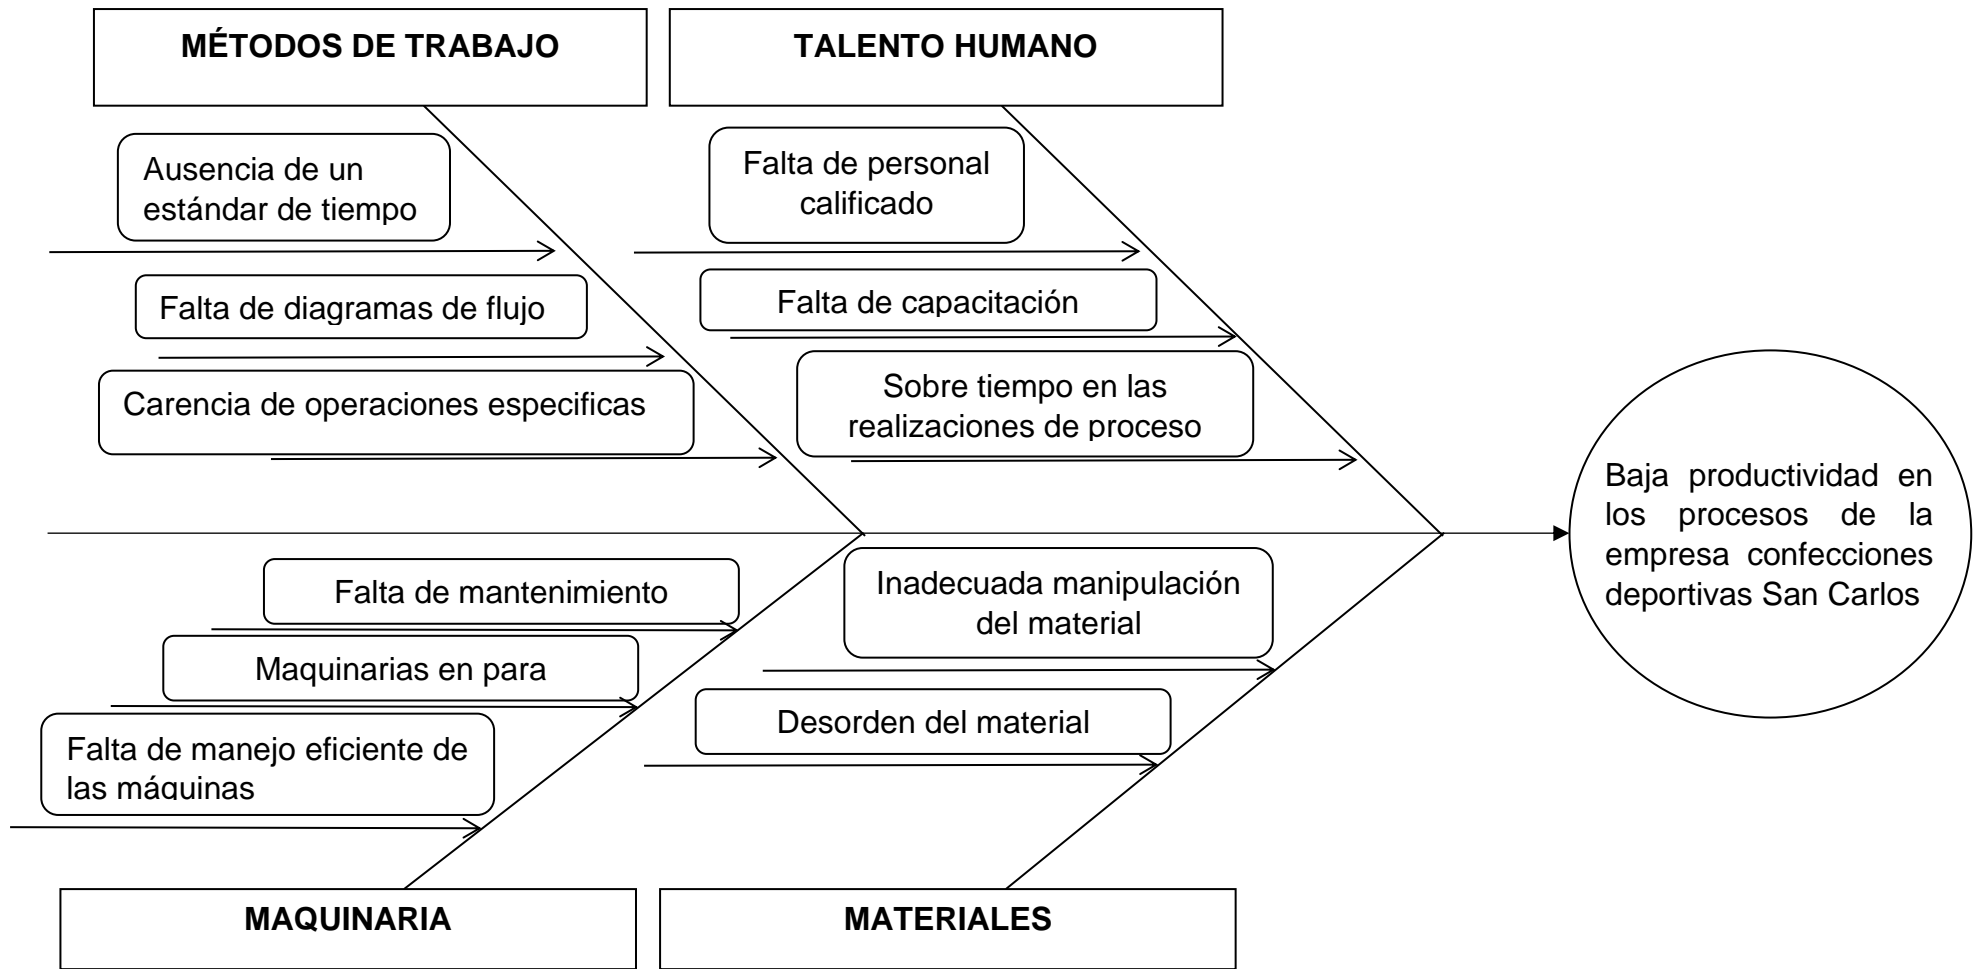 MÉTODOS DE TRABAJO
TALENTO HUMANO
Ausencia de un
estándar de tiempo
Falta de personal
calificado
Falta de diagramas de flujo
Falta de capacitación
Carencia de operaciones especificas
Sobre tiempo en las
realizaciones de proceso
Baja productividad en
los procesos de la
empresa confecciones
deportivas San Carlos
Falta de mantenimiento
Inadecuada manipulación
del material
Maquinarias en para
Desorden del material
Falta de manejo eficiente de
las máquinas
MAQUINARIA
MATERIALES